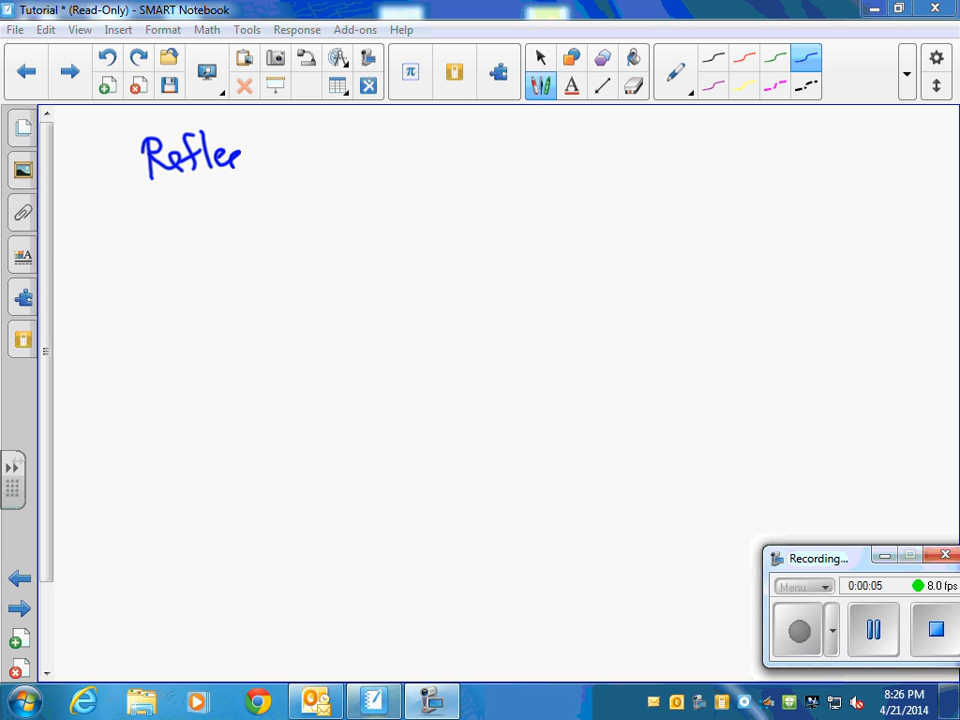 Tutorial * (Read-Only) - SMART Notebook
File Edit View Insert Format Math Tools Response Add-ons Help
Reflec
Recording...
Menu 0:00:05 8.0 fps
8:26 PM
4/21/2014